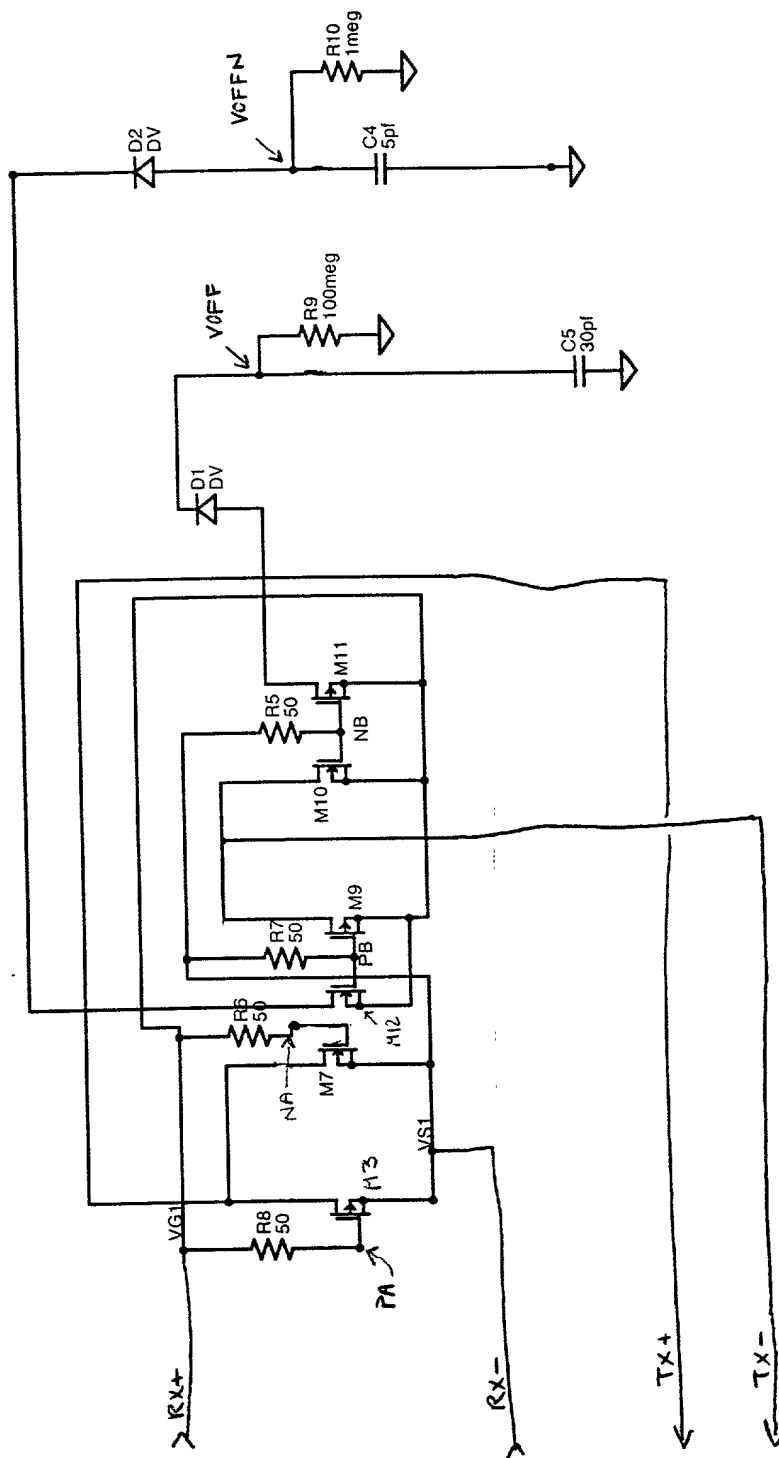 R10
1meg
D2
DV
VOFFN
C4
5pf
VOFF
R9
100meg
C5
30pf
D1
DV
M11
R5
50
NB
M10
M9
R7
50
PB
M12
R6
50
NA
M7
VS1
M3
VG1
R8
50
PA
RX+
RX-
TX+
TX-